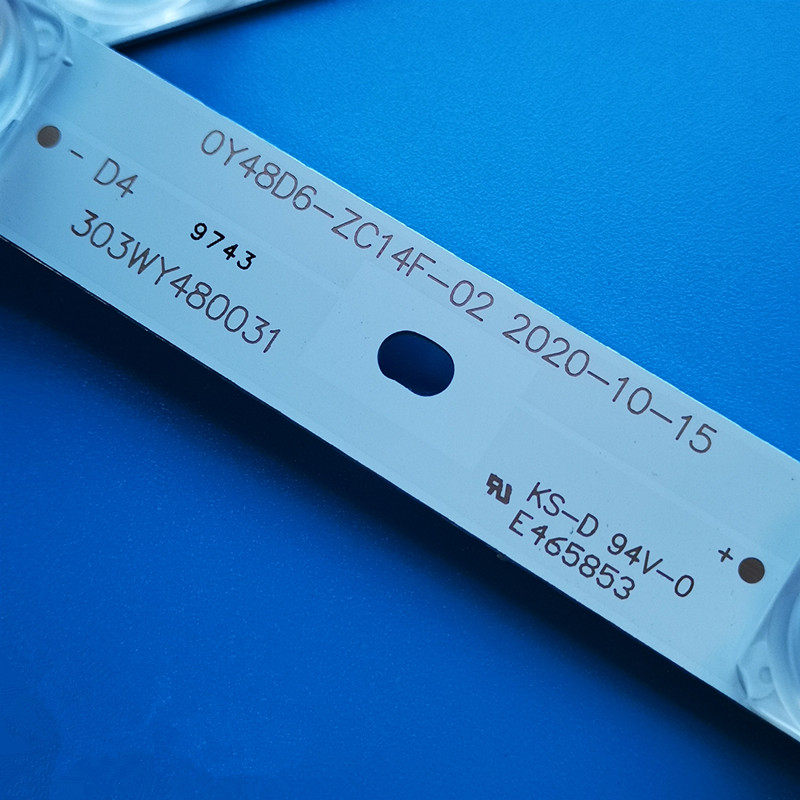 0Y48D6-ZC14F-02 2020-10-15
- D4
9743
303WY480031
KS-D 94V-0
E465853
+